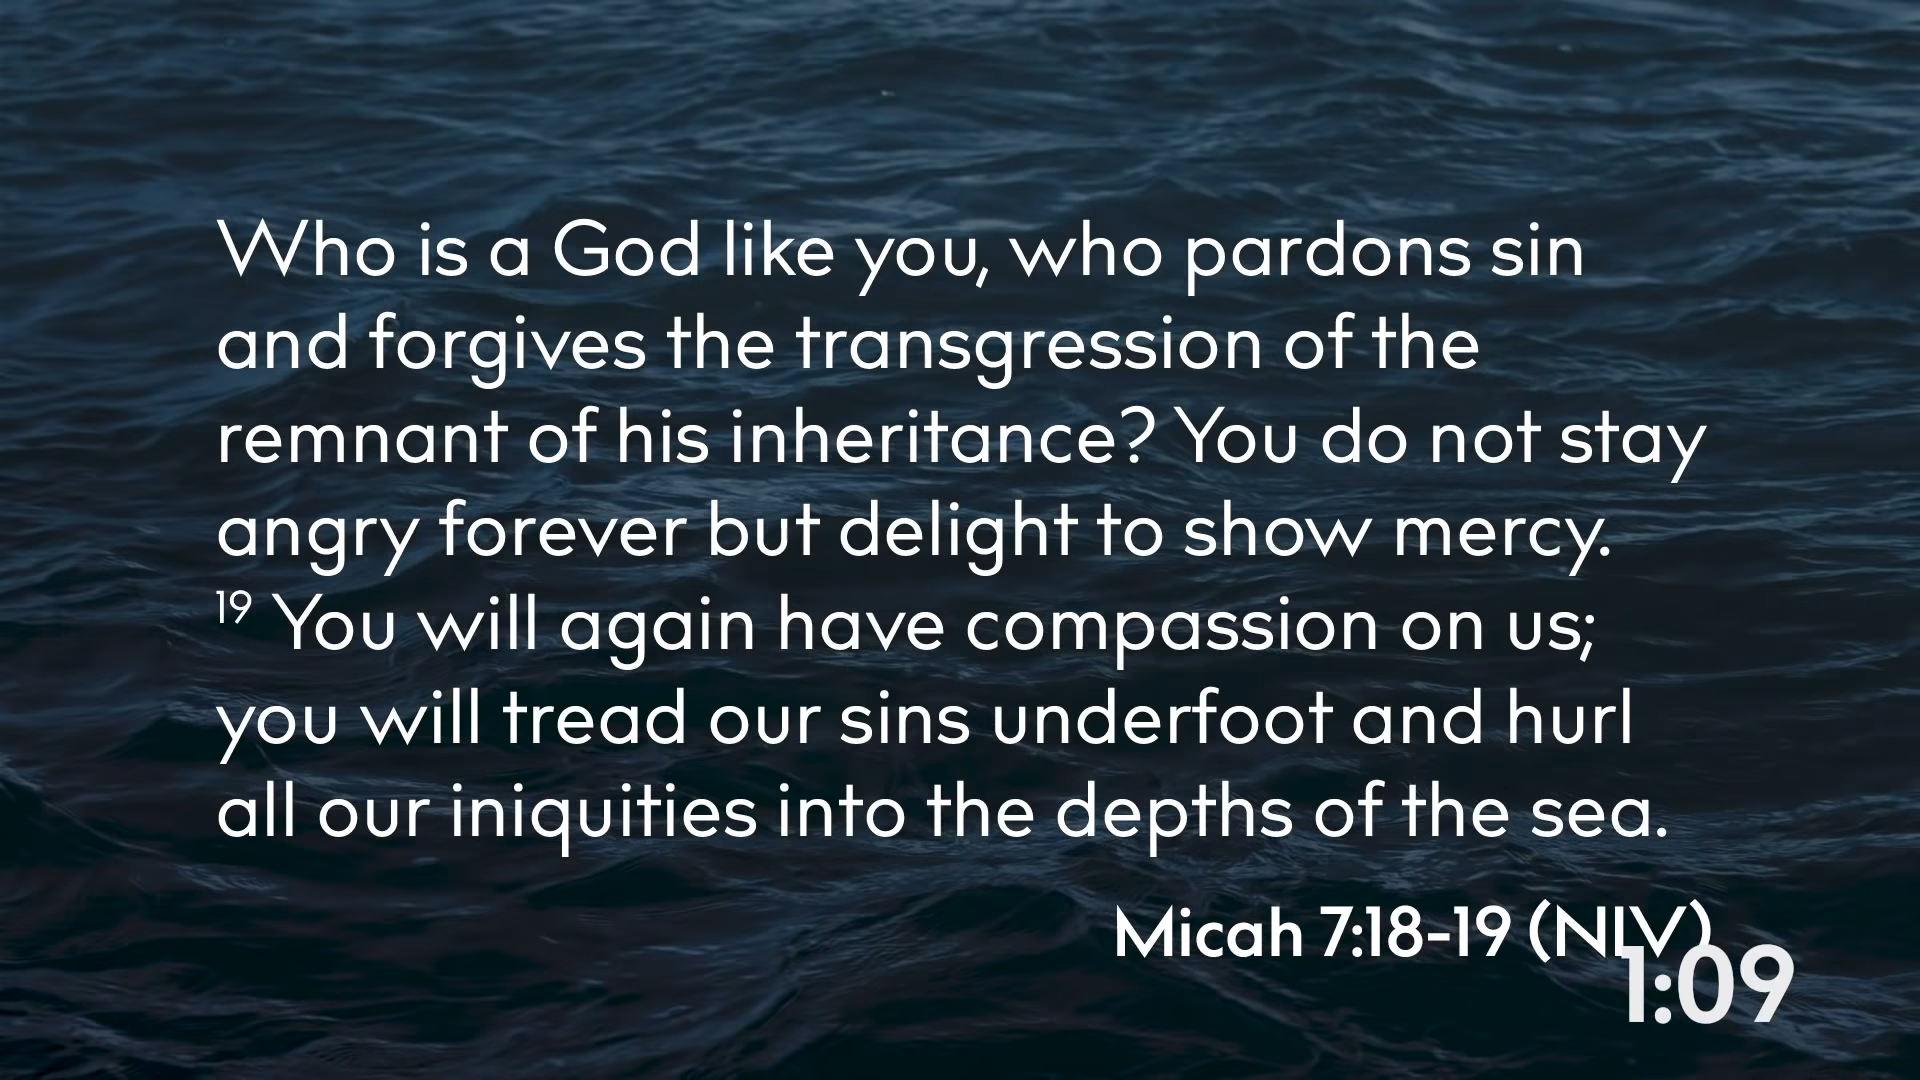 Who is a God like you, who pardons sin
and forgives the transgression of the
remnant of his inheritance? You do not stay
angry forever but delight to show mercy.
19 You will again have compassion on us;
you will tread our sins underfoot and hurl
all our iniquities into the depths of the sea.
Micah 7:18-19 (NIV)
1:09